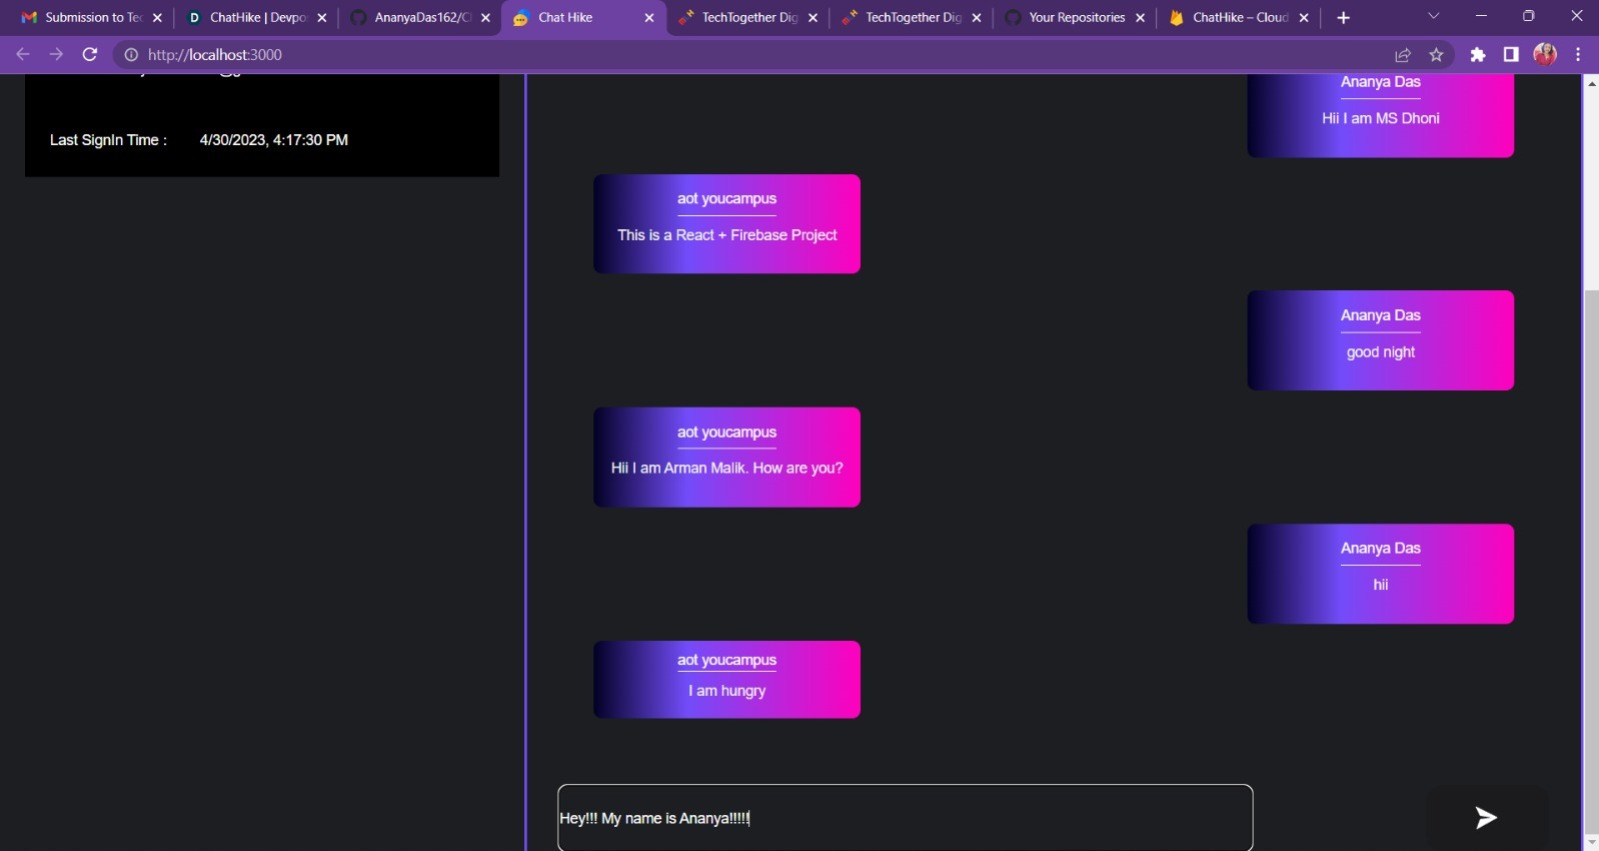 Submission to Tec
ChatHike | Devpo
AnanyaDas162/C
Chat Hike
TechTogether Dig
TechTogether Dig
Your Repositories
ChatHike – Cloud
http://localhost:3000
Last SignIn Time : 4/30/2023, 4:17:30 PM
Ananya Das
Hii I am MS Dhoni
aot youcampus
This is a React + Firebase Project
Ananya Das
good night
aot youcampus
Hii I am Arman Malik. How are you?
Ananya Das
hii
aot youcampus
I am hungry
Hey!!! My name is Ananya!!!!!